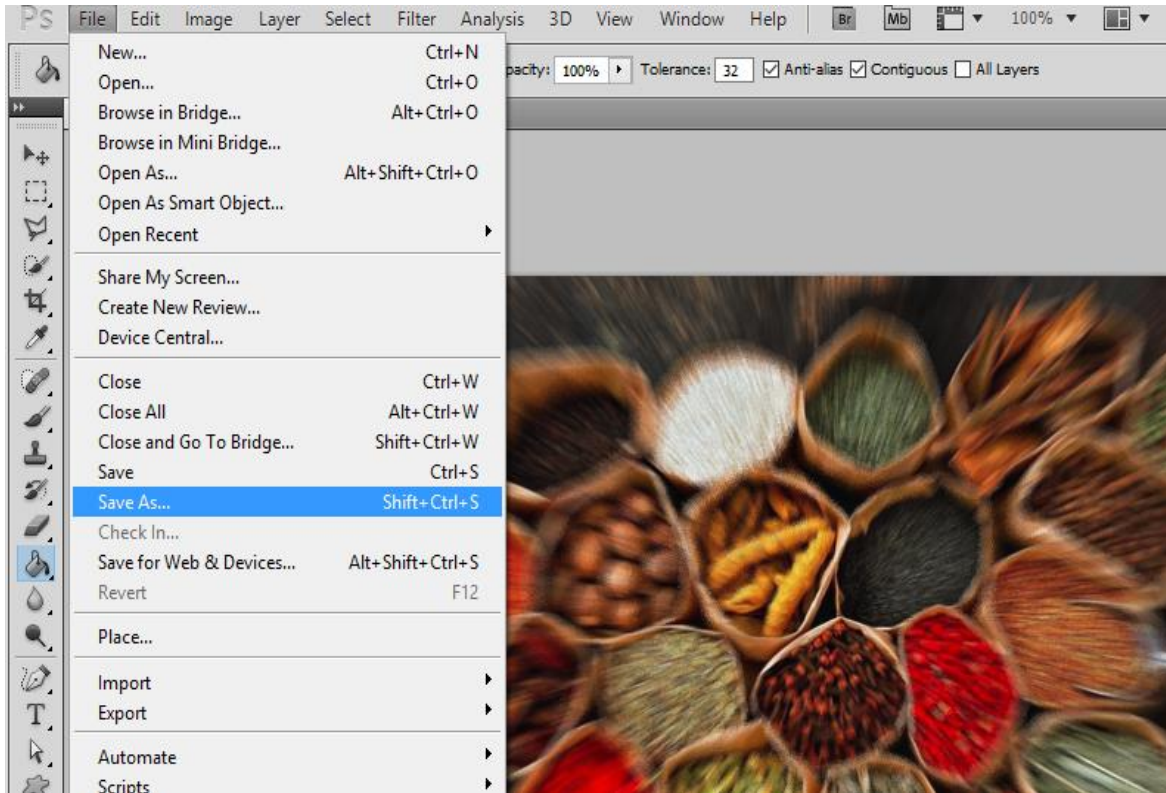 Ps File Edit Image Layer Select Filter Analysis 3D View Window Help Br Mb 100%
pacity: 100% Tolerance: 32 Anti-alias Contiguous All Layers
New... Ctrl+N
Open... Ctrl+O
Browse in Bridge... Alt+Ctrl+O
Browse in Mini Bridge...
Open As... Alt+Shift+Ctrl+O
Open As Smart Object...
Open Recent
Share My Screen...
Create New Review...
Device Central...
Close Ctrl+W
Close All Alt+Ctrl+W
Close and Go To Bridge... Shift+Ctrl+W
Save Ctrl+S
Save As... Shift+Ctrl+S
Check In...
Save for Web & Devices... Alt+Shift+Ctrl+S
Revert F12
Place...
Import
Export
Automate
Scripts